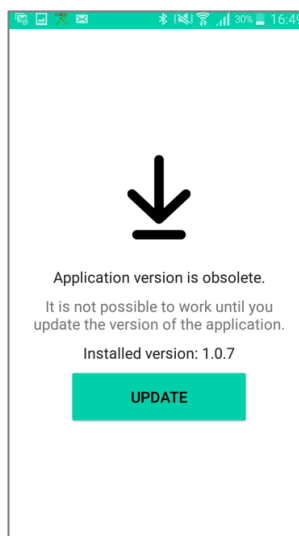 30% 16:49
Application version is obsolete.
It is not possible to work until you
update the version of the application.
Installed version: 1.0.7
UPDATE